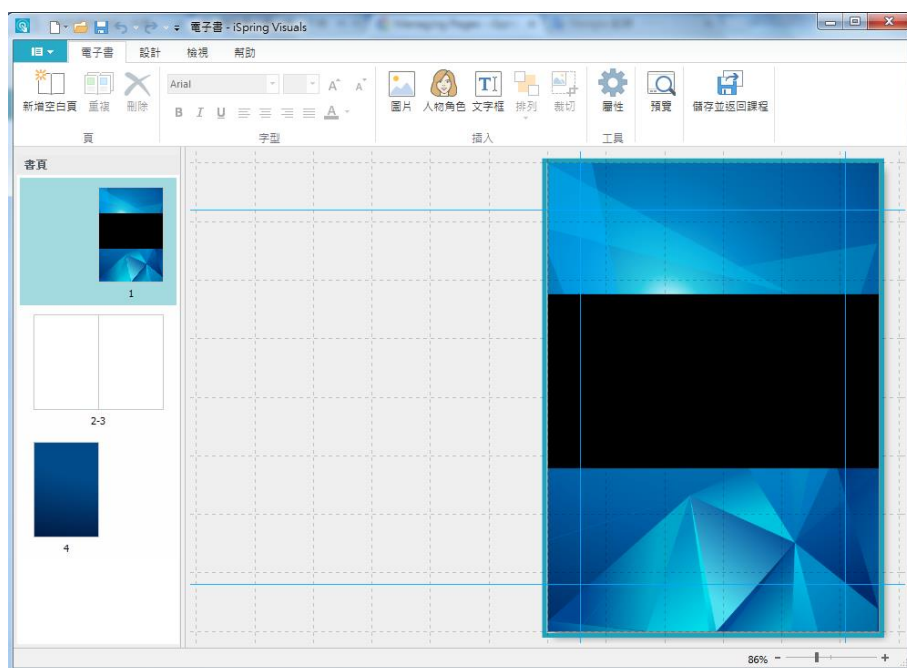 電子書 - iSpring Visuals
電子書 設計 檢視 幫助
Arial
新增空白頁 重複 刪除
B I U A
圖片 人物角色 文字框 排列 裁切 屬性 預覽 儲存並返回課程
頁 字型 插入 工具
書頁
1
2-3
4
86%